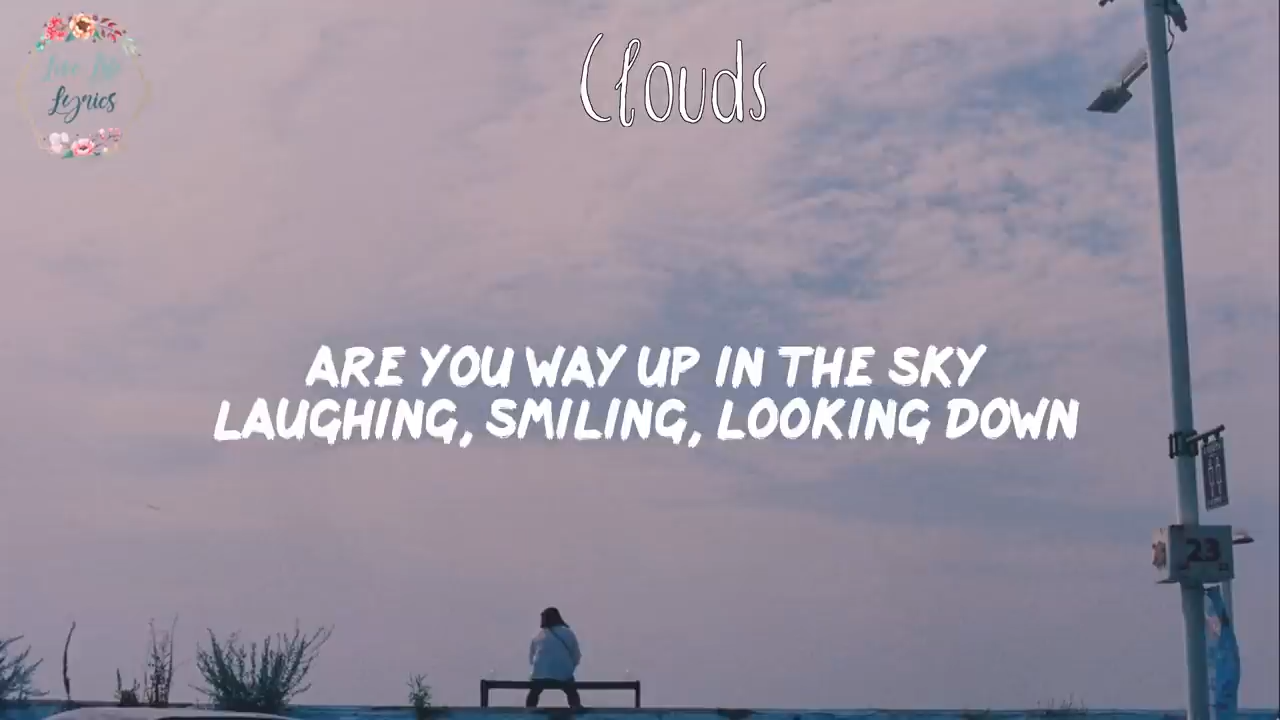 Clouds
Lyrics
ARE YOU WAY UP IN THE SKY
LAUGHING, SMILING, LOOKING DOWN
23